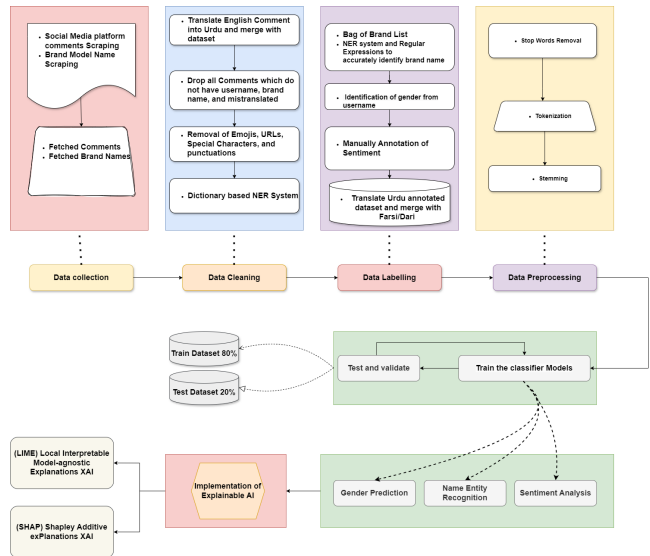 Social Media platform
comments Scraping
Brand Model Name
Scraping
Fetched Comments
Fetched Brand Names
Translate English Comment
into Urdu and merge with
dataset
Drop all Comments which do
not have username, brand
name, and mistranslated
Removal of Emojis, URLs,
Special Characters, and
punctuations
Dictionary based NER System
Bag of Brand List
NER system and Regular
Expressions to
accurately identify brand name
Identification of gender from
username
Manually Annotation of
Sentiment
Translate Urdu annotated
dataset and merge with
Farsi/Dari
Stop Words Removal
Tokenization
Stemming
Data collection
Data Cleaning
Data Labelling
Data Preprocessing
Train Dataset 80%
Test Dataset 20%
Test and validate
Train the classifier Models
(LIME) Local Interpretable
Model-agnostic
Explanations XAI
(SHAP) Shapley Additive
exPlanations XAI
Implementation of
Explainable AI
Gender Prediction
Name Entity
Recognition
Sentiment Analysis